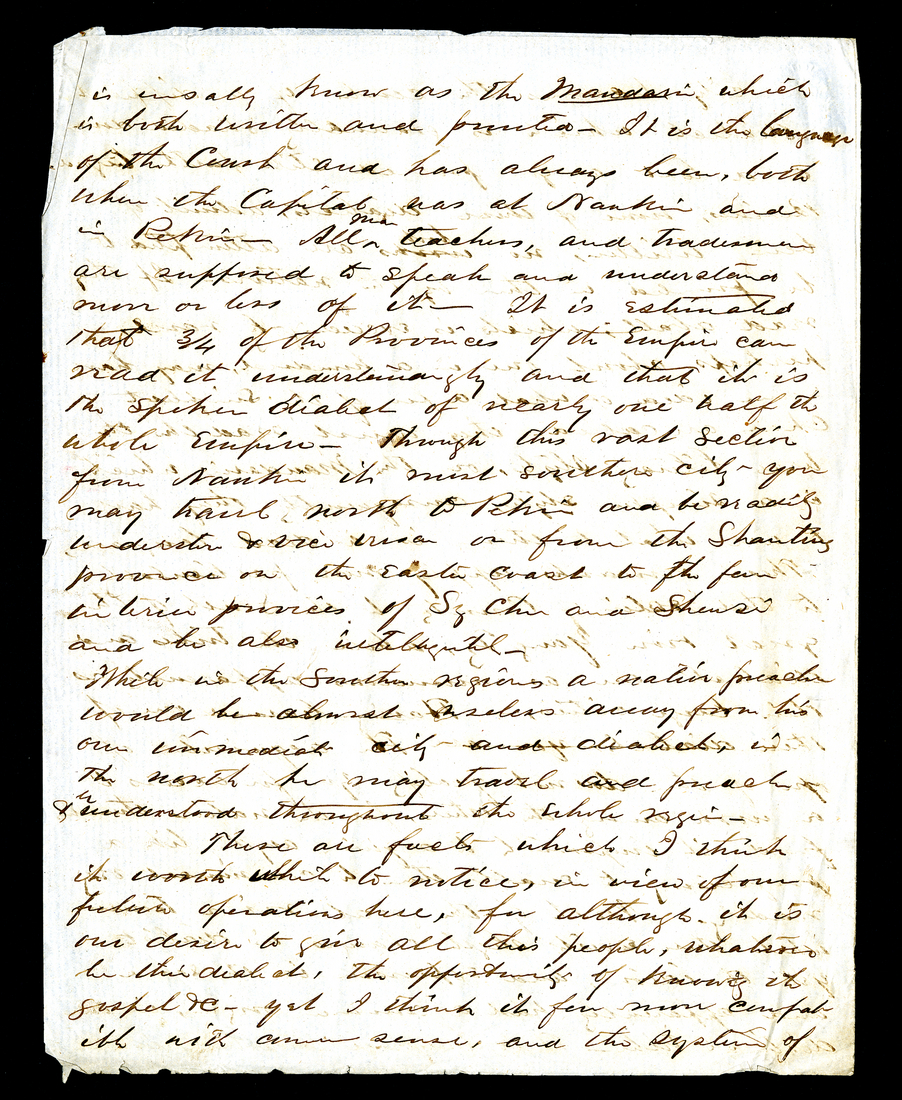 is usually know as the Mandarin which
is both written and printed - It is the language
of the Court and has always been, both
when the Capital was at Nankin and
in Pekin - All man teachers, and tradesmen
are supposed to speak and understand
more or less of it - It is estimated
that 3/4 of the Provinces of the Empire can
read it understandingly and that it is
the spoken dialect of nearly one half the
whole Empire - Through this vast section
from Nankin its most southern city - you
may travel north to Pekin and be readily
understood & vice versa or from the Shantung
province on the Eastern coast to the far
interior provinces of Sz Chu and Shensi
and be also intelligible -
While in the Southern regions a native preacher
would be almost useless away from his
own immediate city and dialect, in
the north he may travel and preach -
& be understood throughout the whole region -
These are facts which I think
it worth while to notice, in view of our
future operations here, for although it is
our desire to give all this people, whatsoever
be their dialect, the opportunity of knowing the
gospel &c - yet I think it far more compat-
ible with common sense, and the system of